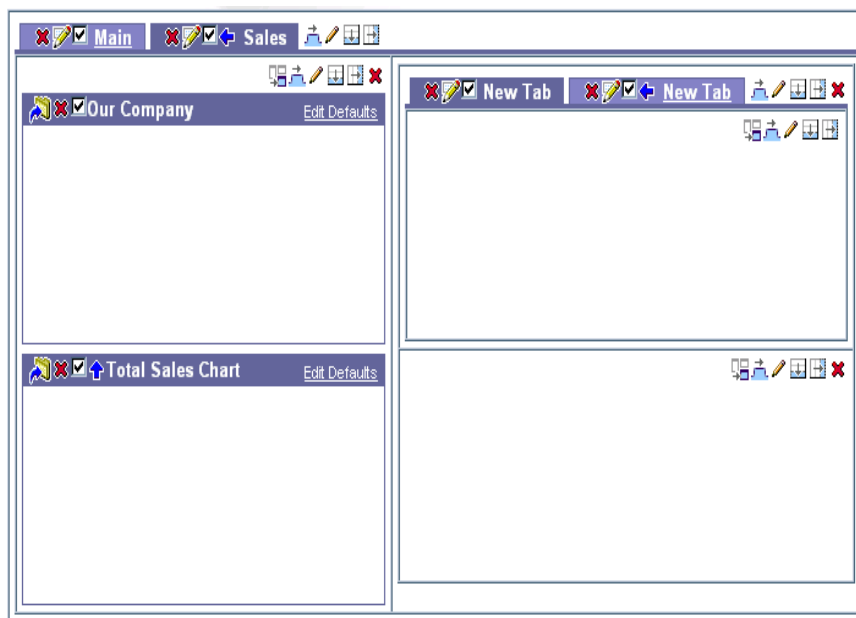 Main Sales
New Tab New Tab
Our Company Edit Defaults
Total Sales Chart Edit Defaults